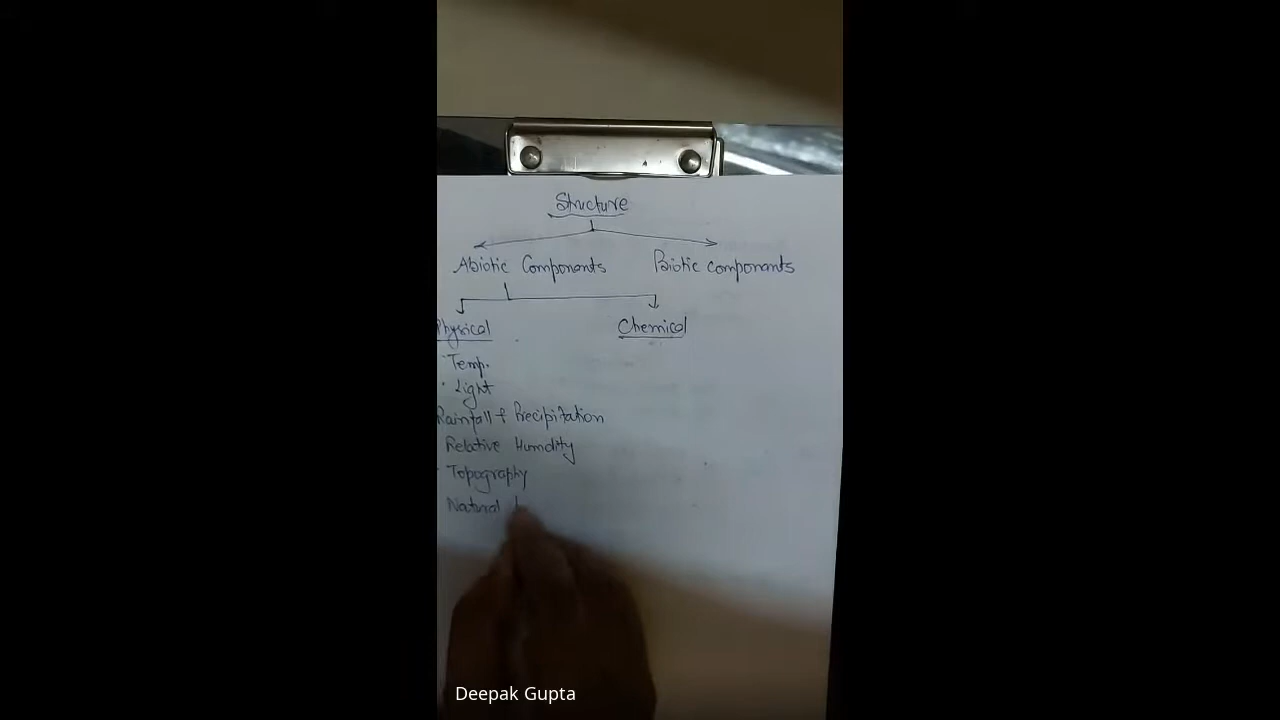 Structure
Abiotic Components Biotic components
Physical Chemical
Temp.
Light
Rainfall & Precipitation
Relative Humidity
Topography
Natural
Deepak Gupta